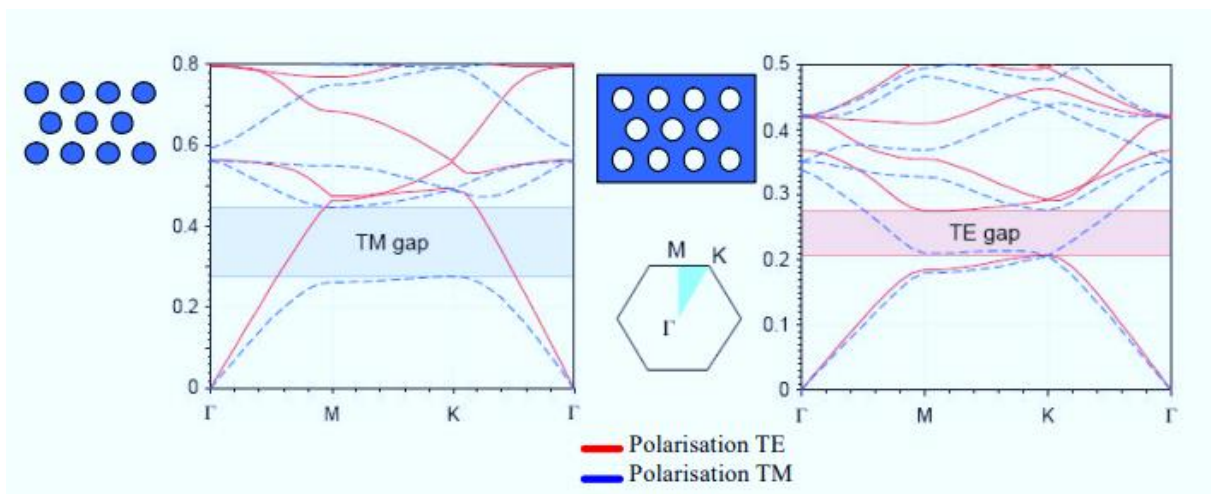 0.8
0.6
0.4
0.2
0
TM gap
Γ
M
K
Γ
M
K
Γ
0.5
0.4
0.3
0.2
0.1
0
TE gap
Γ
M
K
Γ
Polarisation TE
Polarisation TM